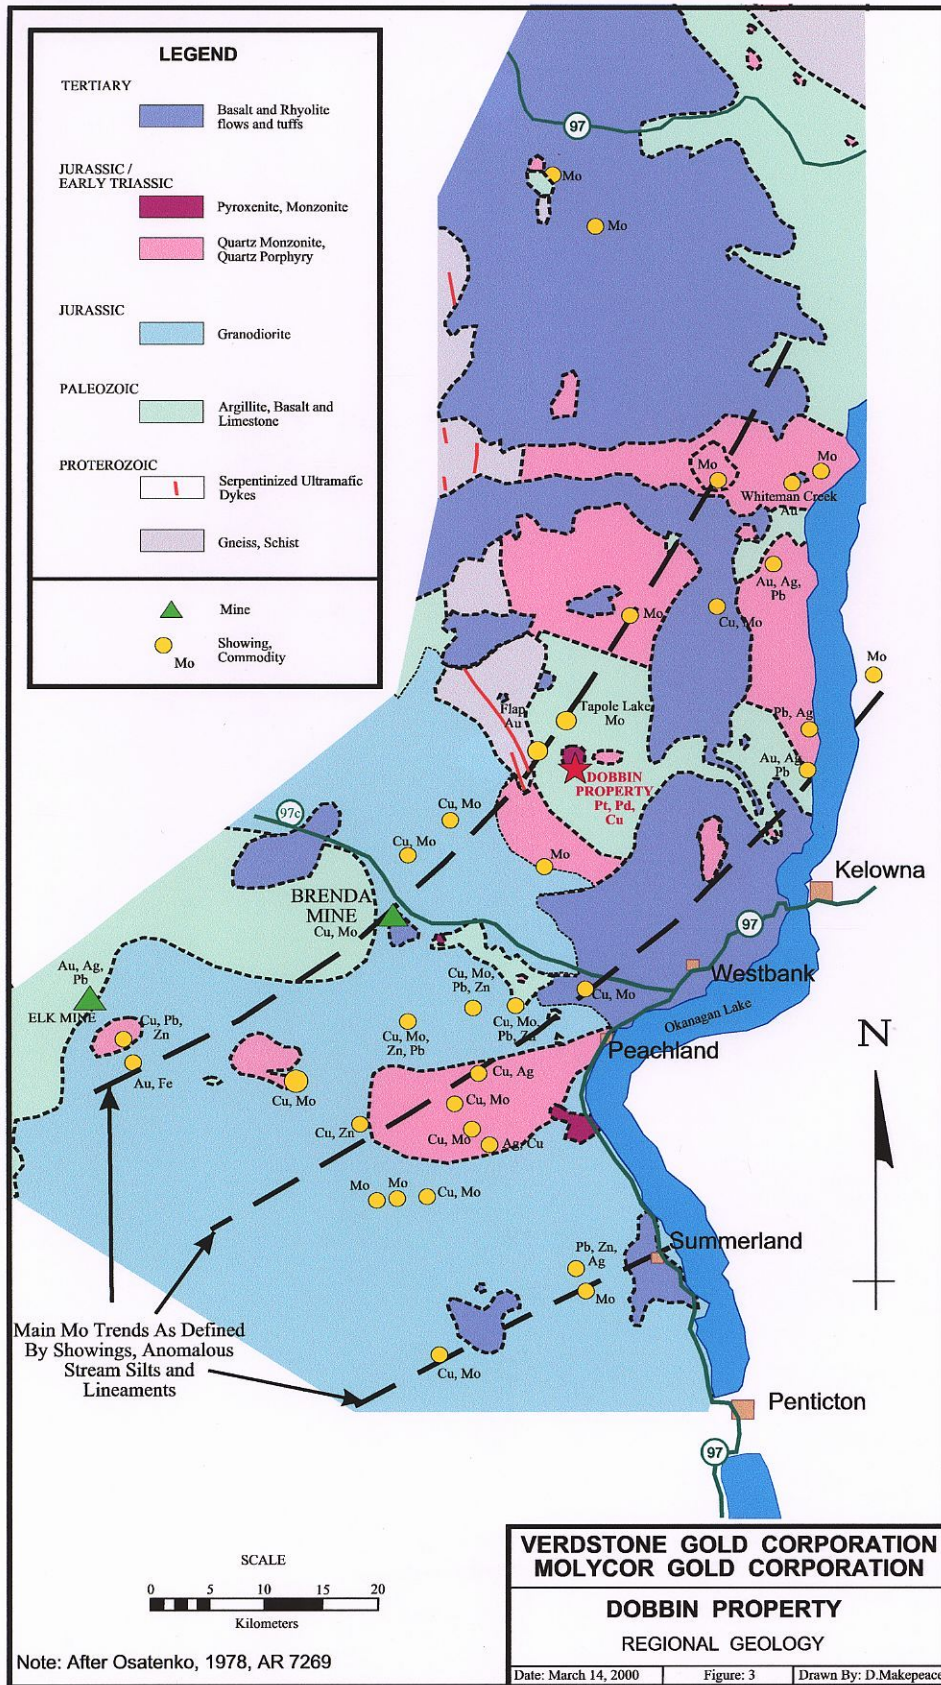 LEGEND
TERTIARY
Basalt and Rhyolite
flows and tuffs
JURASSIC /
EARLY TRIASSIC
Pyroxenite, Monzonite
Quartz Monzonite,
Quartz Porphyry
JURASSIC
Granodiorite
PALEOZOIC
Argillite, Basalt and
Limestone
PROTEROZOIC
Serpentinized Ultramafic
Dykes
Gneiss, Schist
Mine
Showing,
Commodity
Mo
97
Mo
Mo
Mo
Mo
Whiteman Creek
Au
Au, Ag,
Pb
Cu, Mo
Mo
Mo
Tapole Lake
Mo
Flap
Au
Pb, Ag
Au, Ag,
Pb
DOBBIN
PROPERTY
Pt, Pd,
Cu
97c
Cu, Mo
Cu, Mo
Mo
Kelowna
BRENDA
MINE
Cu, Mo
97
Westbank
Au, Ag,
Pb
ELK MINE
Cu, Mo,
Pb, Zn
Cu, Mo
Cu, Pb,
Zn
Cu, Mo,
Zn, Pb
Cu, Mo,
Pb, Zn
Okanagan Lake
N
Peachland
Au, Fe
Cu, Mo
Cu, Ag
Cu, Mo
Cu, Zn
Cu, Mo
Ag, Cu
Mo
Mo
Cu, Mo
Pb, Zn,
Ag
Summerland
Mo
Main Mo Trends As Defined
By Showings, Anomalous
Stream Silts and
Lineaments
Cu, Mo
Penticton
97
SCALE
0 5 10 15 20
Kilometers
Note: After Osatenko, 1978, AR 7269
VERDSTONE GOLD CORPORATION
MOLYCOR GOLD CORPORATION
DOBBIN PROPERTY
REGIONAL GEOLOGY
Date: March 14, 2000 Figure: 3 Drawn By: D.Makepeace